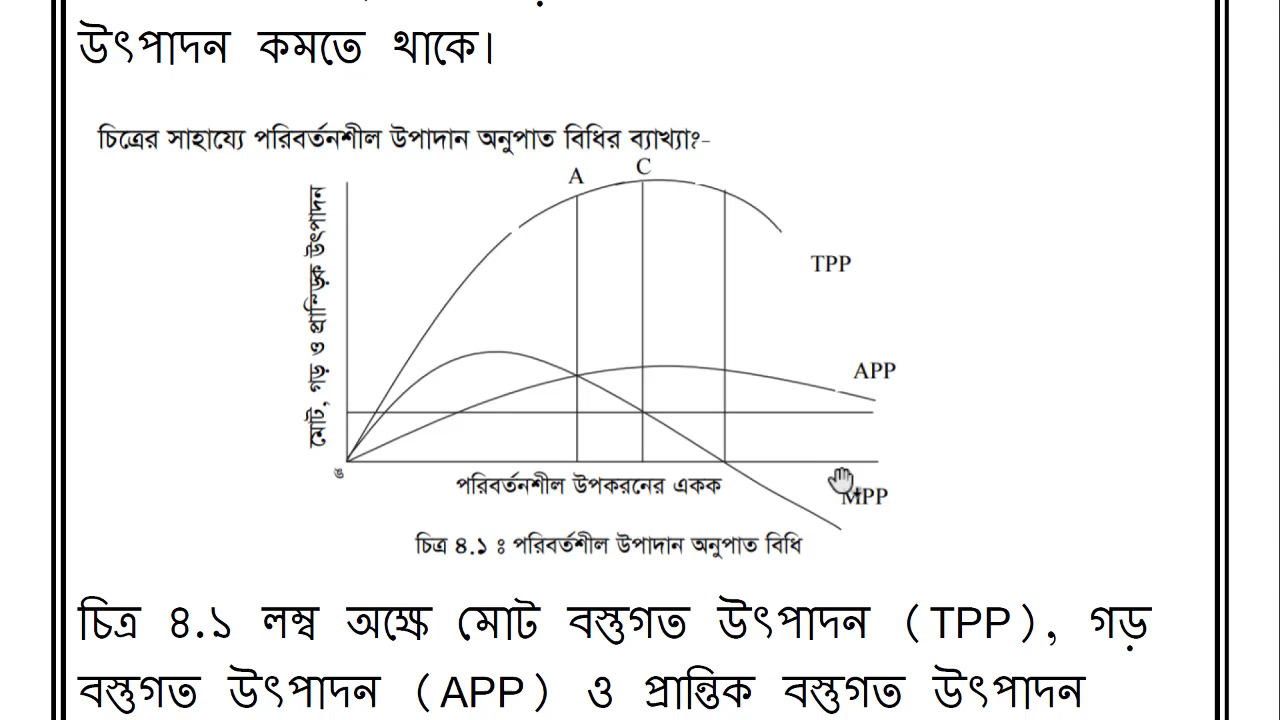 উৎপাদন কমতে থাকে।
চিত্রের সাহায্যে পরিবর্তনশীল উপাদান অনুপাত বিধির ব্যাখ্যাঃ-
A
C
মোট, গড় ও প্রান্ড়িক উৎপাদন
TPP
APP
ঙ
পরিবর্তনশীল উপকরনের একক
MPP
চিত্র ৪.১ ঃ পরিবর্তশীল উপাদান অনুপাত বিধি
চিত্র ৪.১ লম্ব অক্ষে মোট বস্তুগত উৎপাদন (TPP), গড়
বস্তুগত উৎপাদন (APP) ও প্রান্তিক বস্তুগত উৎপাদন